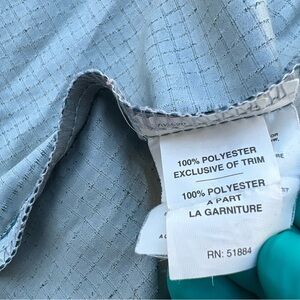 100% POLYESTER
EXCLUSIVE OF TRIM
100% POLYESTER
A PART
LA GARNITURE
RN: 51884